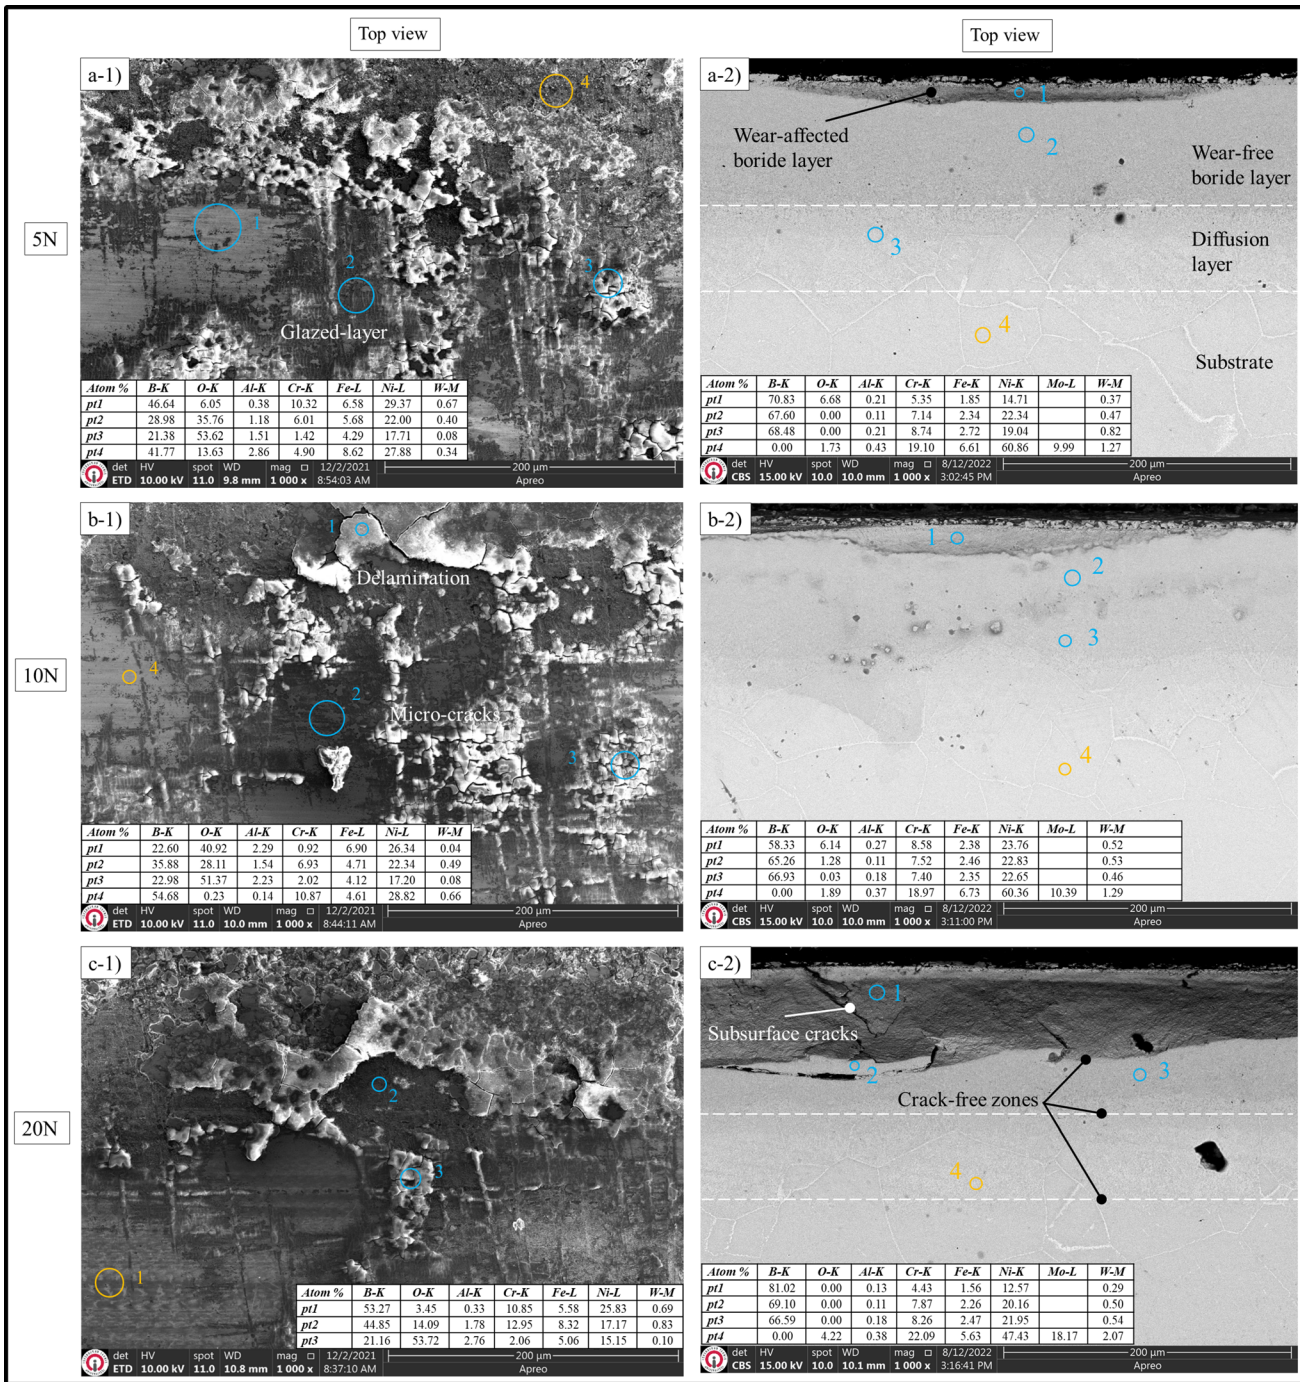 Top view
Top view
5N
a-1)
4
1
2
3
Glazed-layer
Atom % B-K O-K Al-K Cr-K Fe-L Ni-L W-M
pt1 46.64 6.05 0.38 10.32 6.58 29.37 0.67
pt2 28.98 35.76 1.18 6.01 5.68 22.00 0.40
pt3 21.38 53.62 1.51 1.42 4.29 17.71 0.08
pt4 41.77 13.63 2.86 4.90 8.62 27.88 0.34
det HV spot WD mag □ 12/2/2021 200 µm
ETD 10.00 kV 11.0 9.8 mm 1 000 x 8:54:03 AM Apreo
a-2)
1
Wear-affected
boride layer
2
Wear-free
boride layer
3
Diffusion
layer
4
Substrate
Atom % B-K O-K Al-K Cr-K Fe-K Ni-K Mo-L W-M
pt1 70.83 6.68 0.21 5.35 1.85 14.71 0.37
pt2 67.60 0.00 0.11 7.14 2.34 22.34 0.47
pt3 68.48 0.00 0.21 8.74 2.72 19.04 0.82
pt4 0.00 1.73 0.43 19.10 6.61 60.86 9.99 1.27
det HV spot WD mag □ 8/12/2022 200 µm
CBS 15.00 kV 10.0 10.0 mm 1 000 x 3:02:45 PM Apreo
10N
b-1)
1
Delamination
4
2
Micro-cracks
3
Atom % B-K O-K Al-K Cr-K Fe-L Ni-L W-M
pt1 22.60 40.92 2.29 0.92 6.90 26.34 0.04
pt2 35.88 28.11 1.54 6.93 4.71 22.34 0.49
pt3 22.98 51.37 2.23 2.02 4.12 17.20 0.08
pt4 54.68 0.23 0.14 10.87 4.61 28.82 0.66
det HV spot WD mag □ 12/2/2021 200 µm
ETD 10.00 kV 11.0 10.0 mm 1 000 x 8:44:11 AM Apreo
b-2)
1
2
3
4
Atom % B-K O-K Al-K Cr-K Fe-K Ni-K Mo-L W-M
pt1 58.33 6.14 0.27 8.58 2.38 23.76 0.52
pt2 65.26 1.28 0.11 7.52 2.46 22.83 0.53
pt3 66.93 0.03 0.18 7.40 2.35 22.65 0.46
pt4 0.00 1.89 0.37 18.97 6.73 60.36 10.39 1.29
det HV spot WD mag □ 8/12/2022 200 µm
CBS 15.00 kV 10.0 10.0 mm 1 000 x 3:11:00 PM Apreo
20N
c-1)
2
3
1
Atom % B-K O-K Al-K Cr-K Fe-L Ni-L W-M
pt1 53.27 3.45 0.33 10.85 5.58 25.83 0.69
pt2 44.85 14.09 1.78 12.95 8.32 17.17 0.83
pt3 21.16 53.72 2.76 2.06 5.06 15.15 0.10
det HV spot WD mag □ 12/2/2021 200 µm
ETD 10.00 kV 11.0 10.8 mm 1 000 x 8:37:10 AM Apreo
c-2)
1
Subsurface cracks
2
3
Crack-free zones
4
Atom % B-K O-K Al-K Cr-K Fe-K Ni-K Mo-L W-M
pt1 81.02 0.00 0.13 4.43 1.56 12.57 0.29
pt2 69.10 0.00 0.11 7.87 2.26 20.16 0.50
pt3 66.59 0.00 0.18 8.26 2.47 21.95 0.54
pt4 0.00 4.22 0.38 22.09 5.63 47.43 18.17 2.07
det HV spot WD mag □ 8/12/2022 200 µm
CBS 15.00 kV 10.0 10.1 mm 1 000 x 3:16:41 PM Apreo